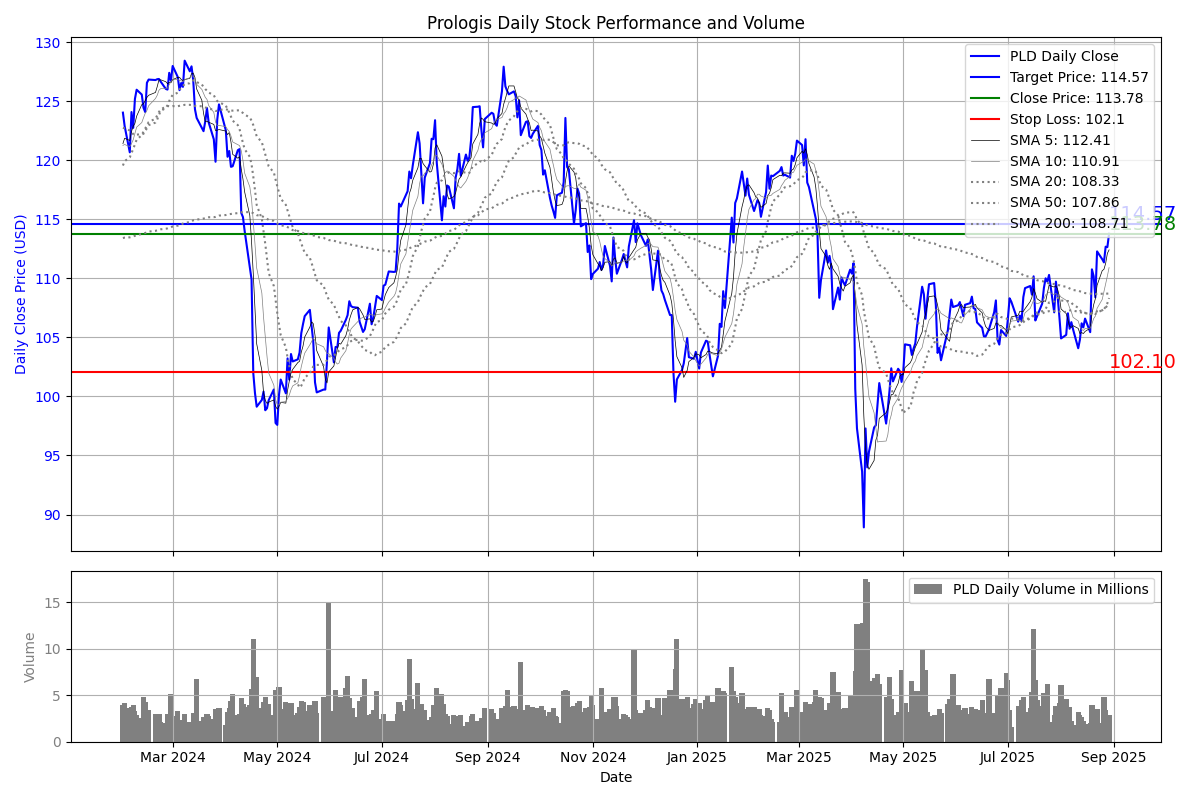 Prologis Daily Stock Performance and Volume
130
125
120
115
110
105
100
95
90
Daily Close Price (USD)
PLD Daily Close
Target Price: 114.57
Close Price: 113.78
Stop Loss: 102.1
SMA 5: 112.41
SMA 10: 110.91
SMA 20: 108.33
SMA 50: 107.86
SMA 200: 108.71
114.57
113.78
102.10
15
10
5
0
Volume
PLD Daily Volume in Millions
Mar 2024
May 2024
Jul 2024
Sep 2024
Nov 2024
Jan 2025
Mar 2025
May 2025
Jul 2025
Sep 2025
Date